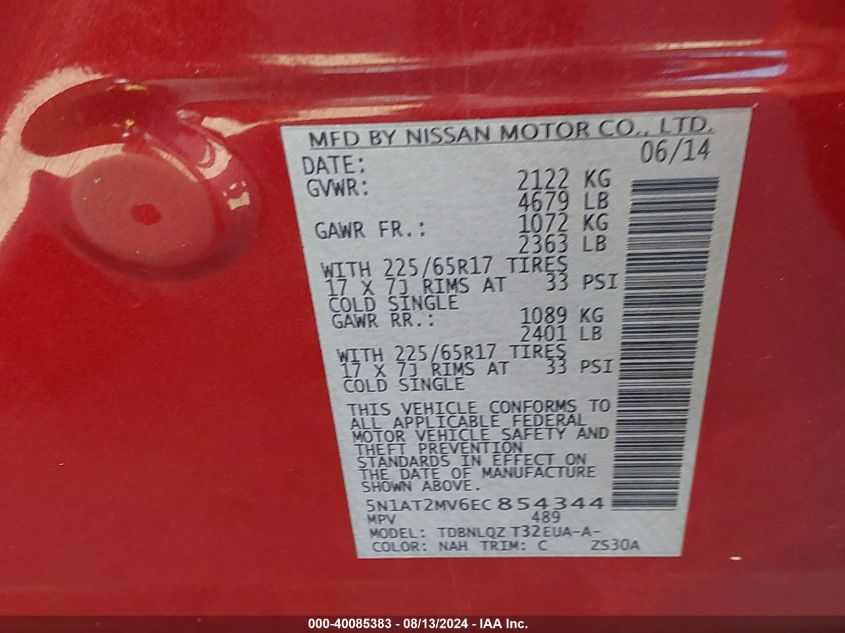 MFD BY NISSAN MOTOR CO., LTD.
DATE: 06/14
GVWR: 2122 KG
4679 LB
GAWR FR.: 1072 KG
2363 LB
WITH 225/65R17 TIRES
17 X 7J RIMS AT 33 PSI
COLD SINGLE
GAWR RR.: 1089 KG
2401 LB
WITH 225/65R17 TIRES
17 X 7J RIMS AT 33 PSI
COLD SINGLE
THIS VEHICLE CONFORMS TO
ALL APPLICABLE FEDERAL
MOTOR VEHICLE SAFETY AND
THEFT PREVENTION
STANDARDS IN EFFECT ON
THE DATE OF MANUFACTURE
SHOWN ABOVE.
5N1AT2MV6EC854344
MPV 489
MODEL: TDBNLQZ T32EUA-A-
COLOR: NAH TRIM: C ZS30A
000-40085383 - 08/13/2024 - IAA Inc.